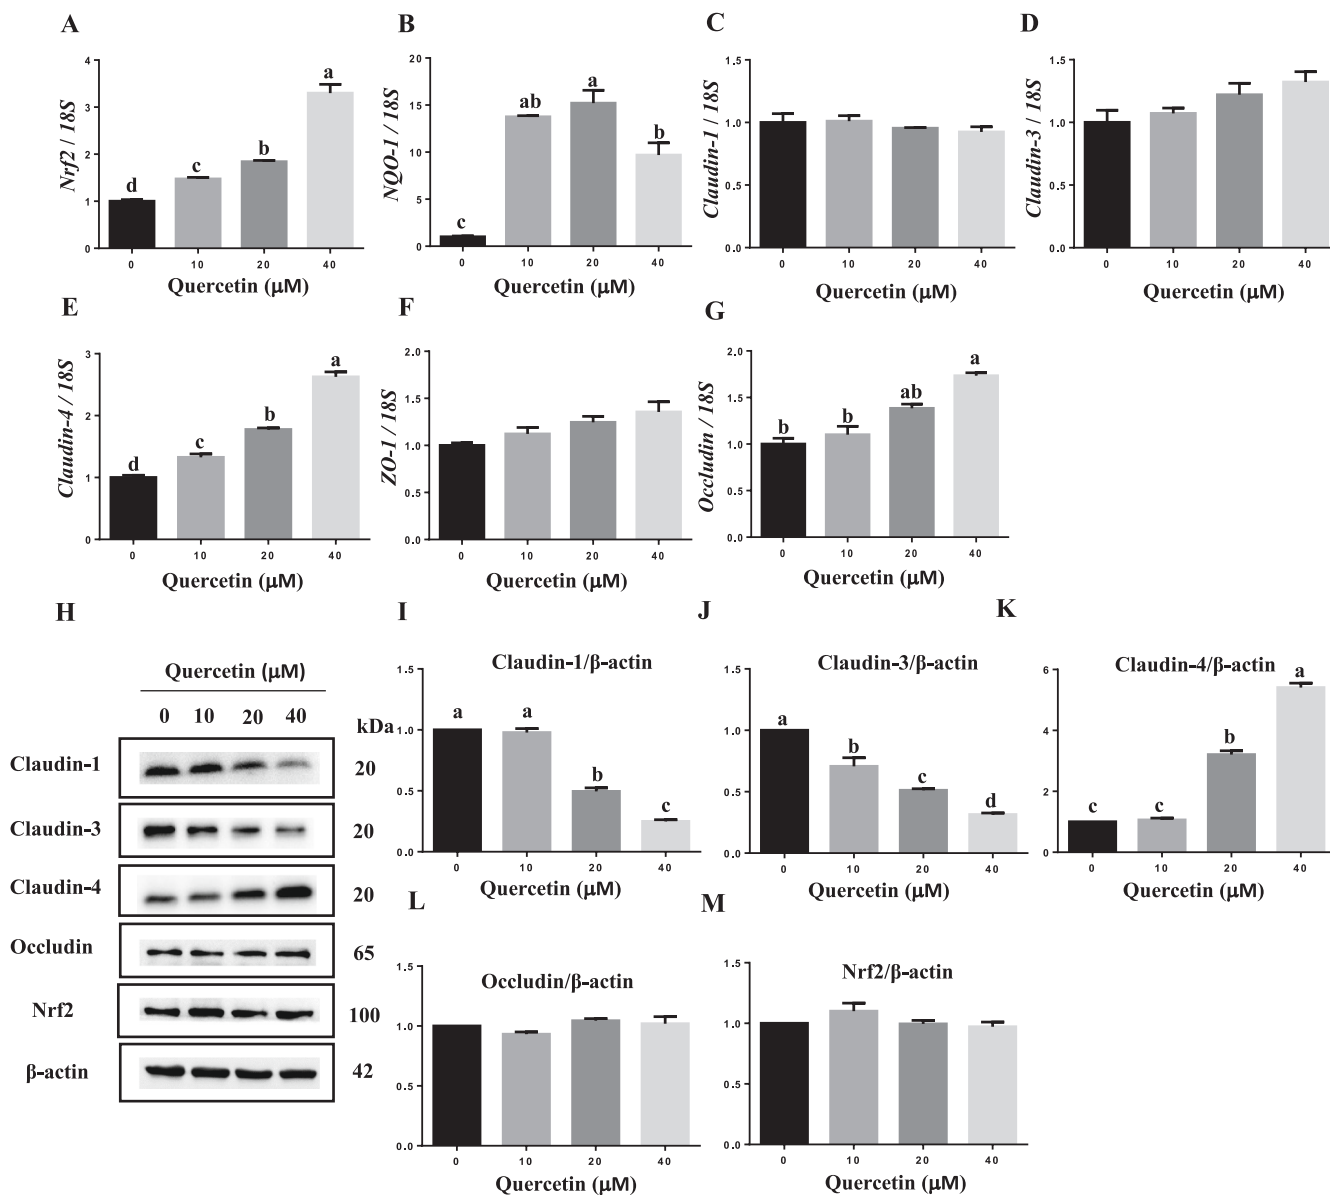 A
Nrf2 / 18S
4
3
2
1
0
d
c
b
a
0 10 20 40
Quercetin (μM)
B
NQO-1 / 18S
20
15
10
5
0
c
ab
a
b
0 10 20 40
Quercetin (μM)
C
Claudin-1 / 18S
1.5
1.0
0.5
0.0
0 10 20 40
Quercetin (μM)
D
Claudin-3 / 18S
1.5
1.0
0.5
0.0
0 10 20 40
Quercetin (μM)
E
Claudin-4 / 18S
3
2
1
0
d
c
b
a
0 10 20 40
Quercetin (μM)
F
ZO-1 / 18S
2.0
1.5
1.0
0.5
0.0
0 10 20 40
Quercetin (μM)
G
Occludin / 18S
2.0
1.5
1.0
0.5
0.0
b
b
ab
a
0 10 20 40
Quercetin (μM)
H
Quercetin (μM)
0 10 20 40
kDa
Claudin-1 20
Claudin-3 20
Claudin-4 20
Occludin 65
Nrf2 100
β-actin 42
I
Claudin-1/β-actin
1.5
1.0
0.5
0.0
a
a
b
c
0 10 20 40
Quercetin (μM)
J
Claudin-3/β-actin
1.5
1.0
0.5
0.0
a
b
c
d
0 10 20 40
Quercetin (μM)
K
Claudin-4/β-actin
6
4
2
0
c
c
b
a
0 10 20 40
Quercetin (μM)
L
Occludin/β-actin
1.5
1.0
0.5
0.0
0 10 20 40
Quercetin (μM)
M
Nrf2/β-actin
1.5
1.0
0.5
0.0
0 10 20 40
Quercetin (μM)